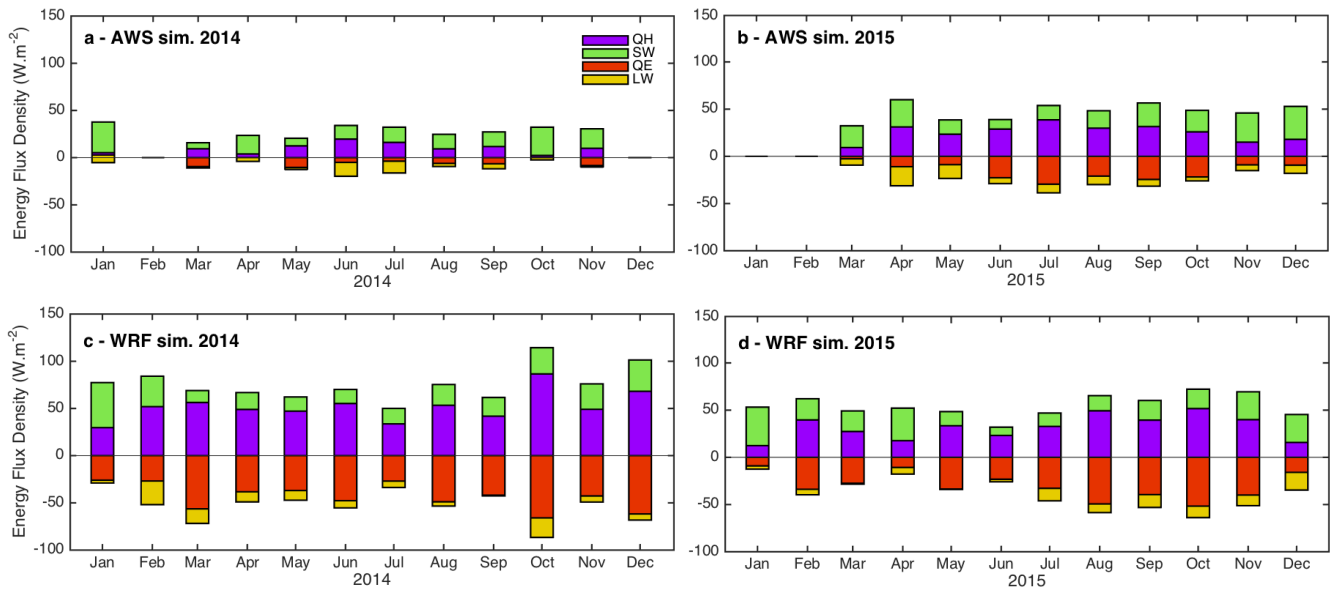 a - AWS sim. 2014
QH
SW
QE
LW
Energy Flux Density (W.m-2)
150
100
50
0
-50
-100
Jan Feb Mar Apr May Jun Jul Aug Sep Oct Nov Dec
2014
b - AWS sim. 2015
150
100
50
0
-50
-100
Jan Feb Mar Apr May Jun Jul Aug Sep Oct Nov Dec
2015
c - WRF sim. 2014
Energy Flux Density (W.m-2)
150
100
50
0
-50
-100
Jan Feb Mar Apr May Jun Jul Aug Sep Oct Nov Dec
2014
d - WRF sim. 2015
150
100
50
0
-50
-100
Jan Feb Mar Apr May Jun Jul Aug Sep Oct Nov Dec
2015